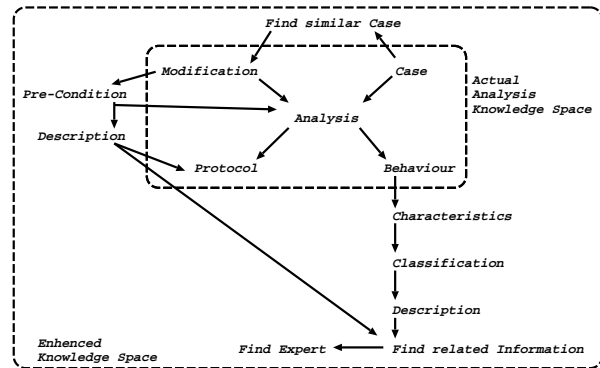 Find similar Case
Modification
Case
Actual
Analysis
Knowledge Space
Pre-Condition
Analysis
Description
Protocol
Behaviour
Characteristics
Classification
Description
Enhenced
Knowledge Space
Find Expert
Find related Information